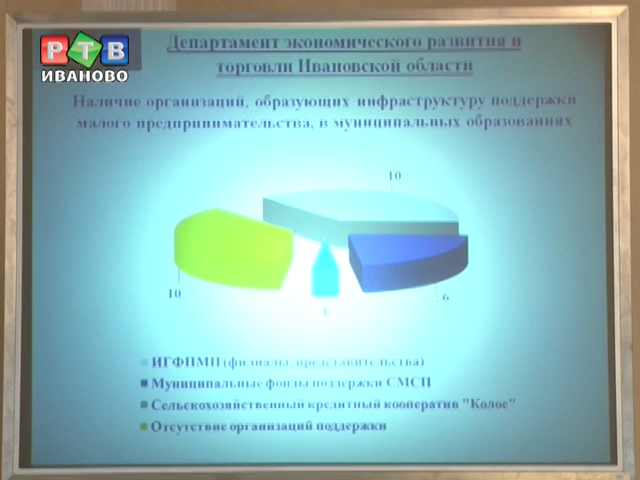 РТВ
ИВАНОВО
Департамент экономического развития и
торговли Ивановской области
Наличие организаций, образующих инфраструктуру поддержки
малого предпринимательства, в муниципальных образованиях
10
10
6
ИГФПМП (филиалы, представительства)
Муниципальные фонды поддержки СМСП
Сельскохозяйственный кредитный кооператив "Колос"
Отсутствие организаций поддержки